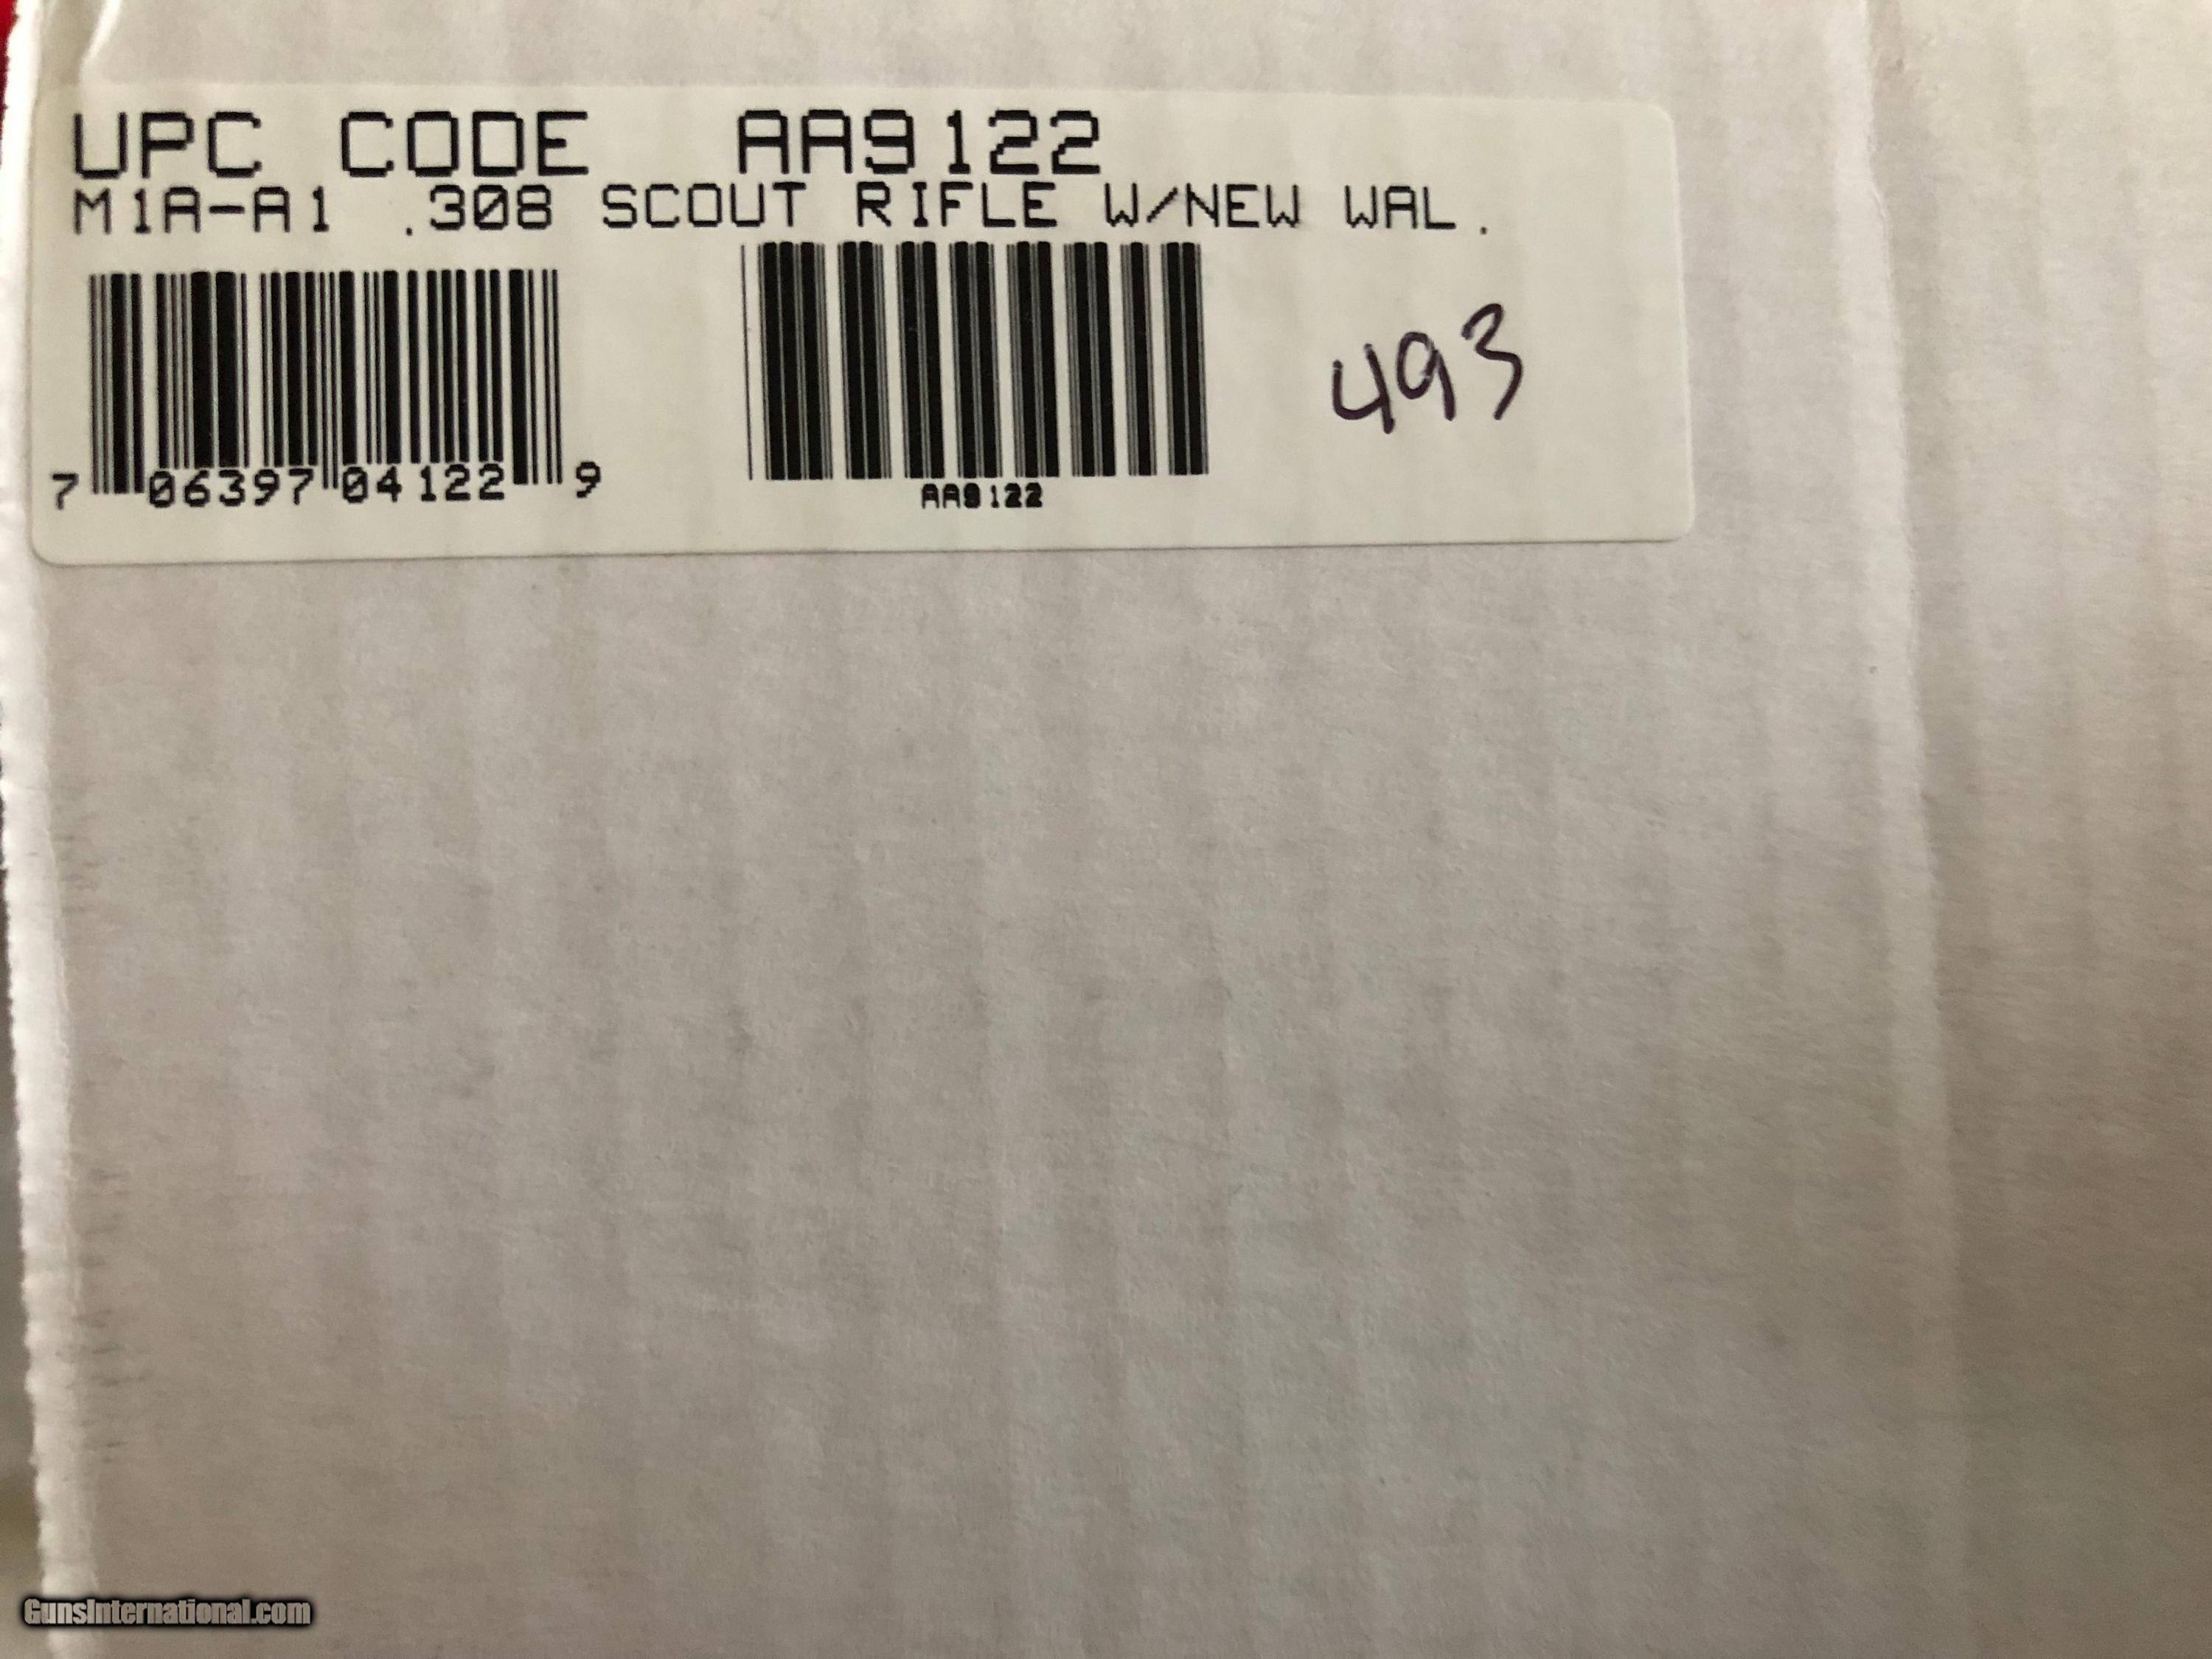 UPC CODE AA9122
M1A-A1 .308 SCOUT RIFLE W/NEW WAL.
493
7 06397 04122 9
AA9122
GunsInternational.com